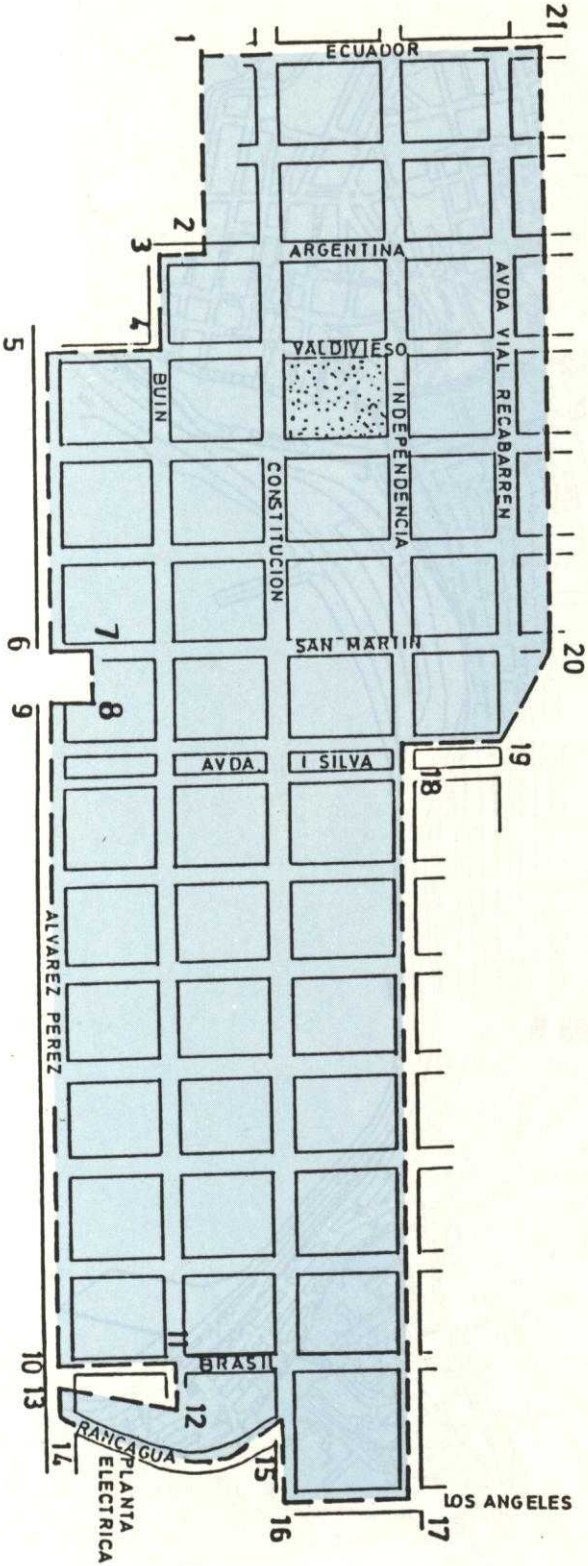 21
ECUADOR
1
2
3
ARGENTINA
AVDA VIAL RECABARREN
4
5
VALDIVIESO
BUIN
INDEPENDENCIA
CONSTITUCION
6
7
SAN MARTIN
20
8
9
AVDA. I SILVA
19
18
ALVAREZ PEREZ
10
11
BRASIL
13
12
RANCAGUA
14
PLANTA
ELECTRICA
15
16
17
LOS ANGELES